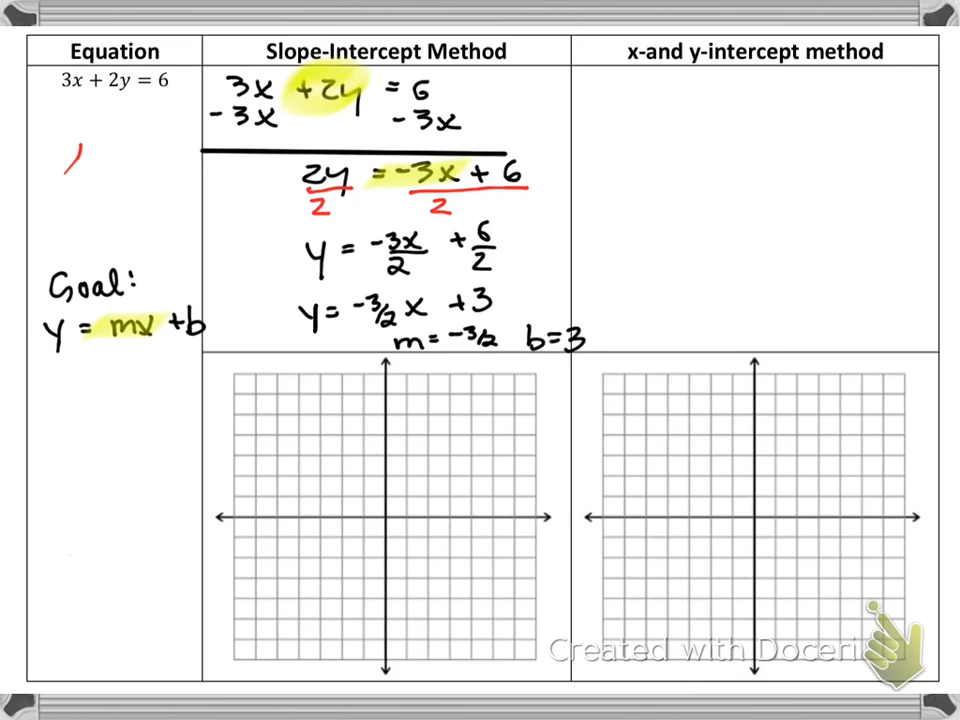 Equation
Slope-Intercept Method
x-and y-intercept method
3x + 2y = 6
3x + 2y = 6
- 3x - 3x
2y = -3x + 6
2 2
y = -3x/2 + 6/2
y = -3/2 x + 3
m = -3/2 b = 3
Goal:
y = mx + b
Created with Doceri